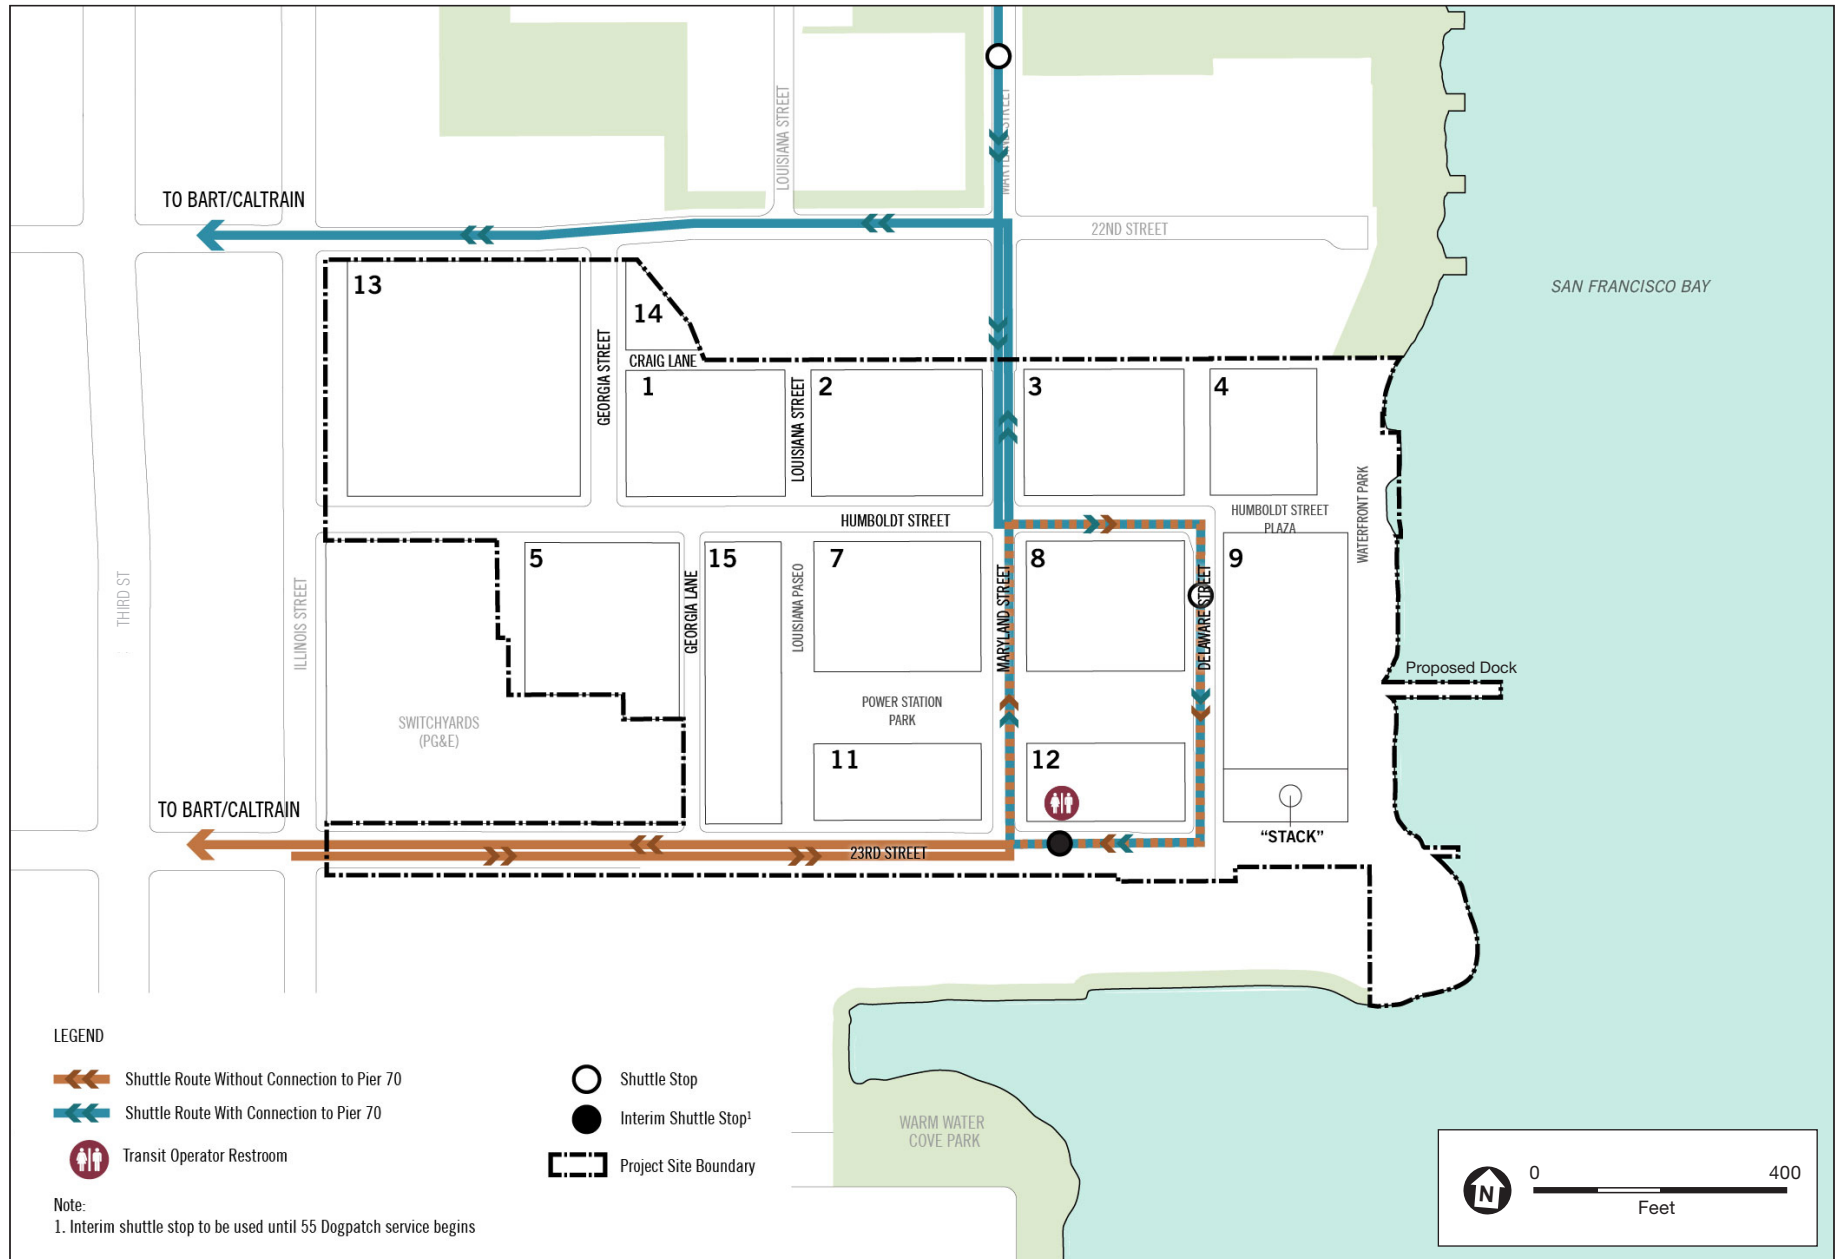 LOUISIANA STREET
MARYLAND STREET
TO BART/CALTRAIN
22ND STREET
SAN FRANCISCO BAY
13
14
GEORGIA STREET
CRAIG LANE
1
LOUISIANA STREET
2
3
4
HUMBOLDT STREET
HUMBOLDT STREET
PLAZA
WATERFRONT PARK
THIRD ST
ILLINOIS STREET
5
GEORGIA LANE
15
LOUISIANA PASEO
7
MARYLAND STREET
8
DELAWARE STREET
9
Proposed Dock
SWITCHYARDS
(PG&E)
POWER STATION
PARK
11
12
TO BART/CALTRAIN
23RD STREET
“STACK”
LEGEND
Shuttle Route Without Connection to Pier 70
Shuttle Route With Connection to Pier 70
Transit Operator Restroom
Shuttle Stop
Interim Shuttle Stop¹
Project Site Boundary
Note:
1. Interim shuttle stop to be used until 55 Dogpatch service begins
WARM WATER
COVE PARK
N
0 400
Feet